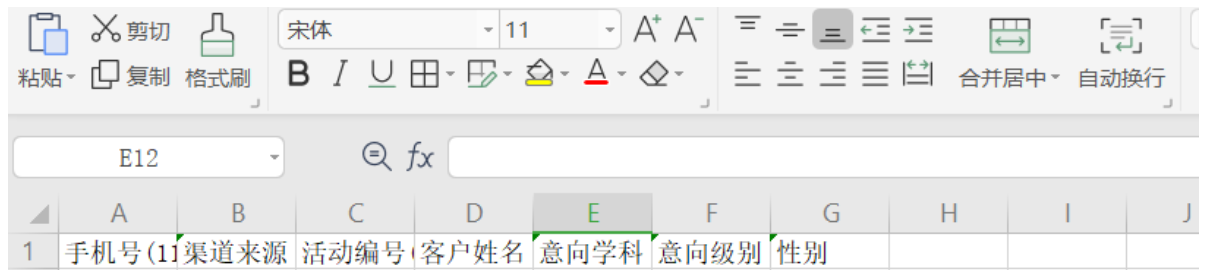 剪切 宋体 11 A⁺ A⁻
粘贴 复制 格式刷 B I U A 合并居中 自动换行
E12 fx
A B C D E F G H I J
1 手机号(11 渠道来源 活动编号( 客户姓名 意向学科 意向级别 性别